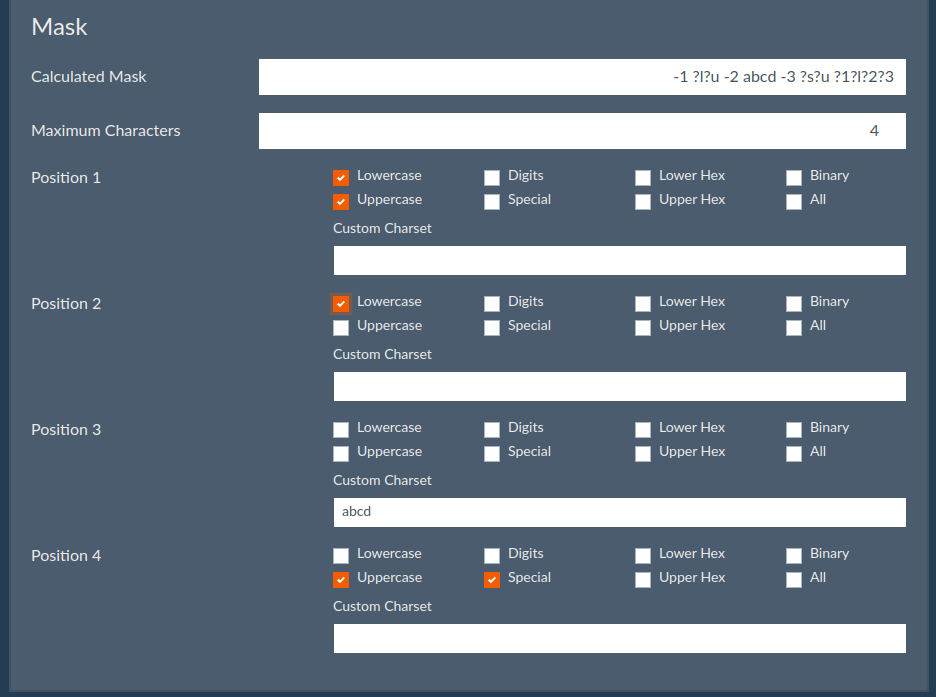 Mask
Calculated Mask -1 ?l?u -2 abcd -3 ?s?u ?1?l?2?3
Maximum Characters 4
Position 1 Lowercase Digits Lower Hex Binary
Uppercase Special Upper Hex All
Custom Charset
Position 2 Lowercase Digits Lower Hex Binary
Uppercase Special Upper Hex All
Custom Charset
Position 3 Lowercase Digits Lower Hex Binary
Uppercase Special Upper Hex All
Custom Charset
abcd
Position 4 Lowercase Digits Lower Hex Binary
Uppercase Special Upper Hex All
Custom Charset